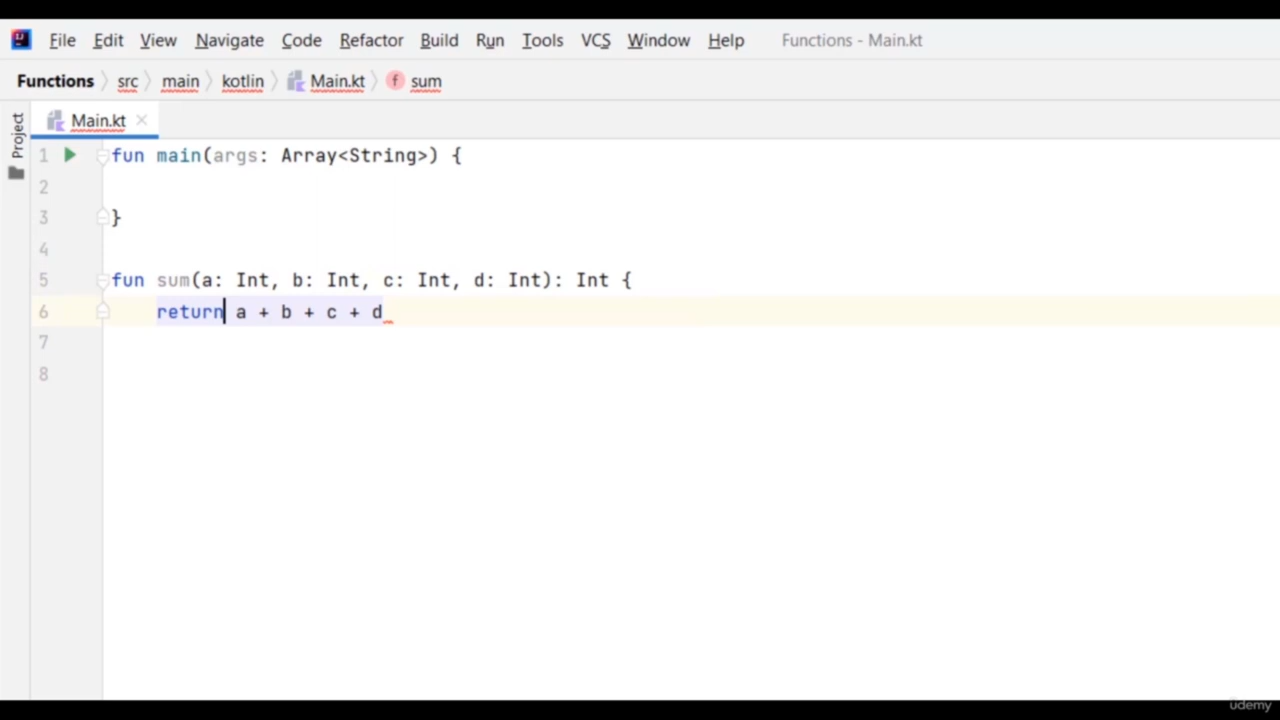 File Edit View Navigate Code Refactor Build Run Tools VCS Window Help Functions - Main.kt
Functions src main kotlin Main.kt f sum
Main.kt
Project
1 fun main(args: Array<String>) {
2
3 }
4
5 fun sum(a: Int, b: Int, c: Int, d: Int): Int {
6     return a + b + c + d
7
8
udemy